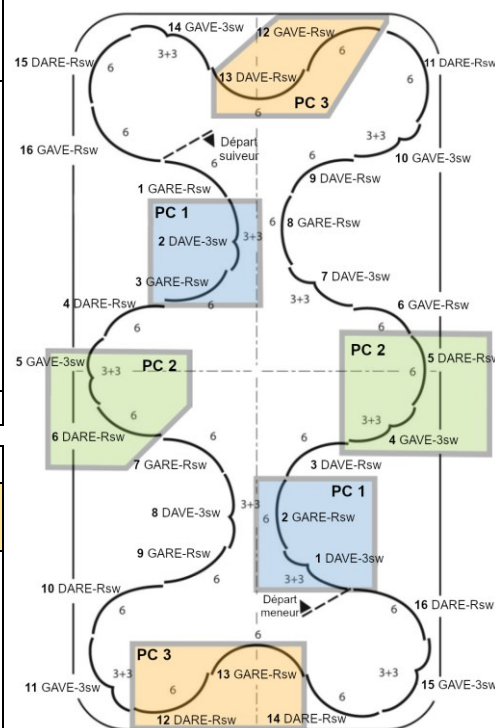 14 GAVE-3sw
12 GAVE-Rsw
3+3
6
15 DARE-Rsw
11 DARE-Rsw
6
13 DAVE-Rsw
6
PC 3
6
6
3+3
16 GAVE-Rsw
Départ
suiveur
6
10 GAVE-3sw
6
9 DAVE-Rsw
1 GARE-Rsw
PC 1
6
8 GARE-Rsw
2 DAVE-3sw
3+3
3 GARE-Rsw
7 DAVE-3sw
4 DARE-Rsw
6
3+3
6 GAVE-Rsw
6
6
PC 2
5 GAVE-3sw
PC 2
5 DARE-Rsw
3+3
6
6
3+3
6 DARE-Rsw
4 GAVE-3sw
6
6
7 GARE-Rsw
3 DARE-Rsw
PC 1
3+3
8 DAVE-3sw
6
2 GARE-Rsw
9 GARE-Rsw
1 DAVE-3sw
6
3+3
10 DARE-Rsw
Départ
meneur
16 DARE-Rsw
6
6
6
PC 3
3+3
13 GARE-Rsw
3+3
11 GAVE-3sw
6
15 GAVE-3sw
6
12 DARE-Rsw
14 DARE-Rsw